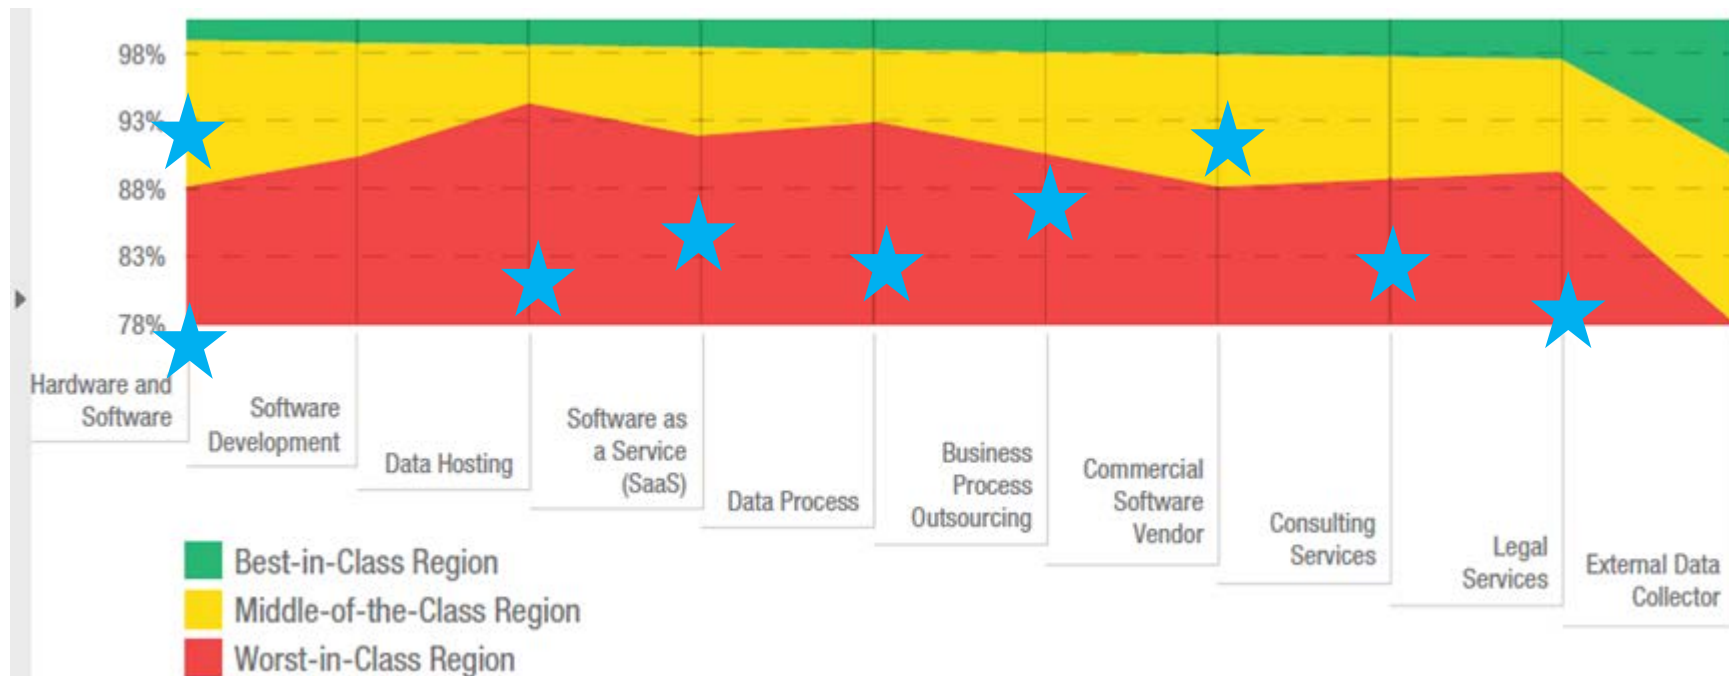 98%
93%
88%
83%
78%
Hardware and
Software
Software
Development
Data Hosting
Software as
a Service
(SaaS)
Data Process
Business
Process
Outsourcing
Commercial
Software
Vendor
Consulting
Services
Legal
Services
External Data
Collector
Best-in-Class Region
Middle-of-the-Class Region
Worst-in-Class Region